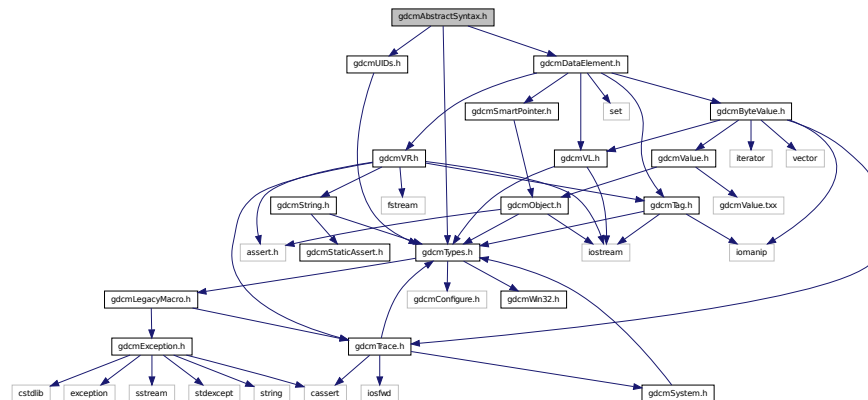 gdcmAbstractSyntax.h
gdcmUIDs.h
gdcmDataElement.h
gdcmSmartPointer.h
set
gdcmByteValue.h
gdcmVR.h
gdcmVL.h
gdcmValue.h
iterator
vector
gdcmString.h
fstream
gdcmObject.h
gdcmTag.h
gdcmValue.txx
assert.h
gdcmStaticAssert.h
gdcmTypes.h
iostream
iomanip
gdcmLegacyMacro.h
gdcmConfigure.h
gdcmWin32.h
gdcmException.h
gdcmTrace.h
cstdlib
exception
sstream
stdexcept
string
cassert
iosfwd
gdcmSystem.h